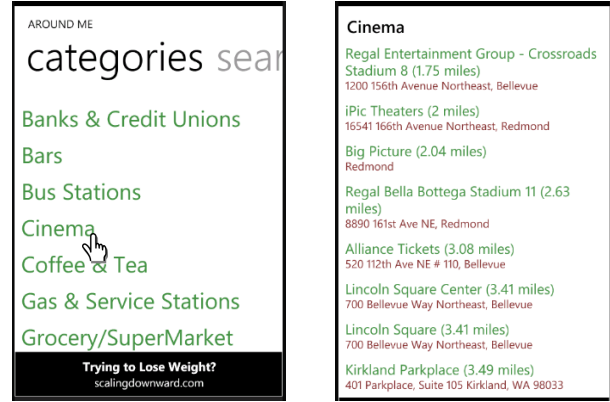 AROUND ME
categories sear
Banks & Credit Unions
Bars
Bus Stations
Cinema
Coffee & Tea
Gas & Service Stations
Grocery/SuperMarket
Trying to Lose Weight?
scalingdownward.com
Cinema
Regal Entertainment Group - Crossroads
Stadium 8 (1.75 miles)
1200 156th Avenue Northeast, Bellevue
iPic Theaters (2 miles)
16541 166th Avenue Northeast, Redmond
Big Picture (2.04 miles)
Redmond
Regal Bella Bottega Stadium 11 (2.63
miles)
8890 161st Ave NE, Redmond
Alliance Tickets (3.08 miles)
520 112th Ave NE # 110, Bellevue
Lincoln Square Center (3.41 miles)
700 Bellevue Way Northeast, Bellevue
Lincoln Square (3.41 miles)
700 Bellevue Way Northeast, Bellevue
Kirkland Parkplace (3.49 miles)
401 Parkplace, Suite 105 Kirkland, WA 98033